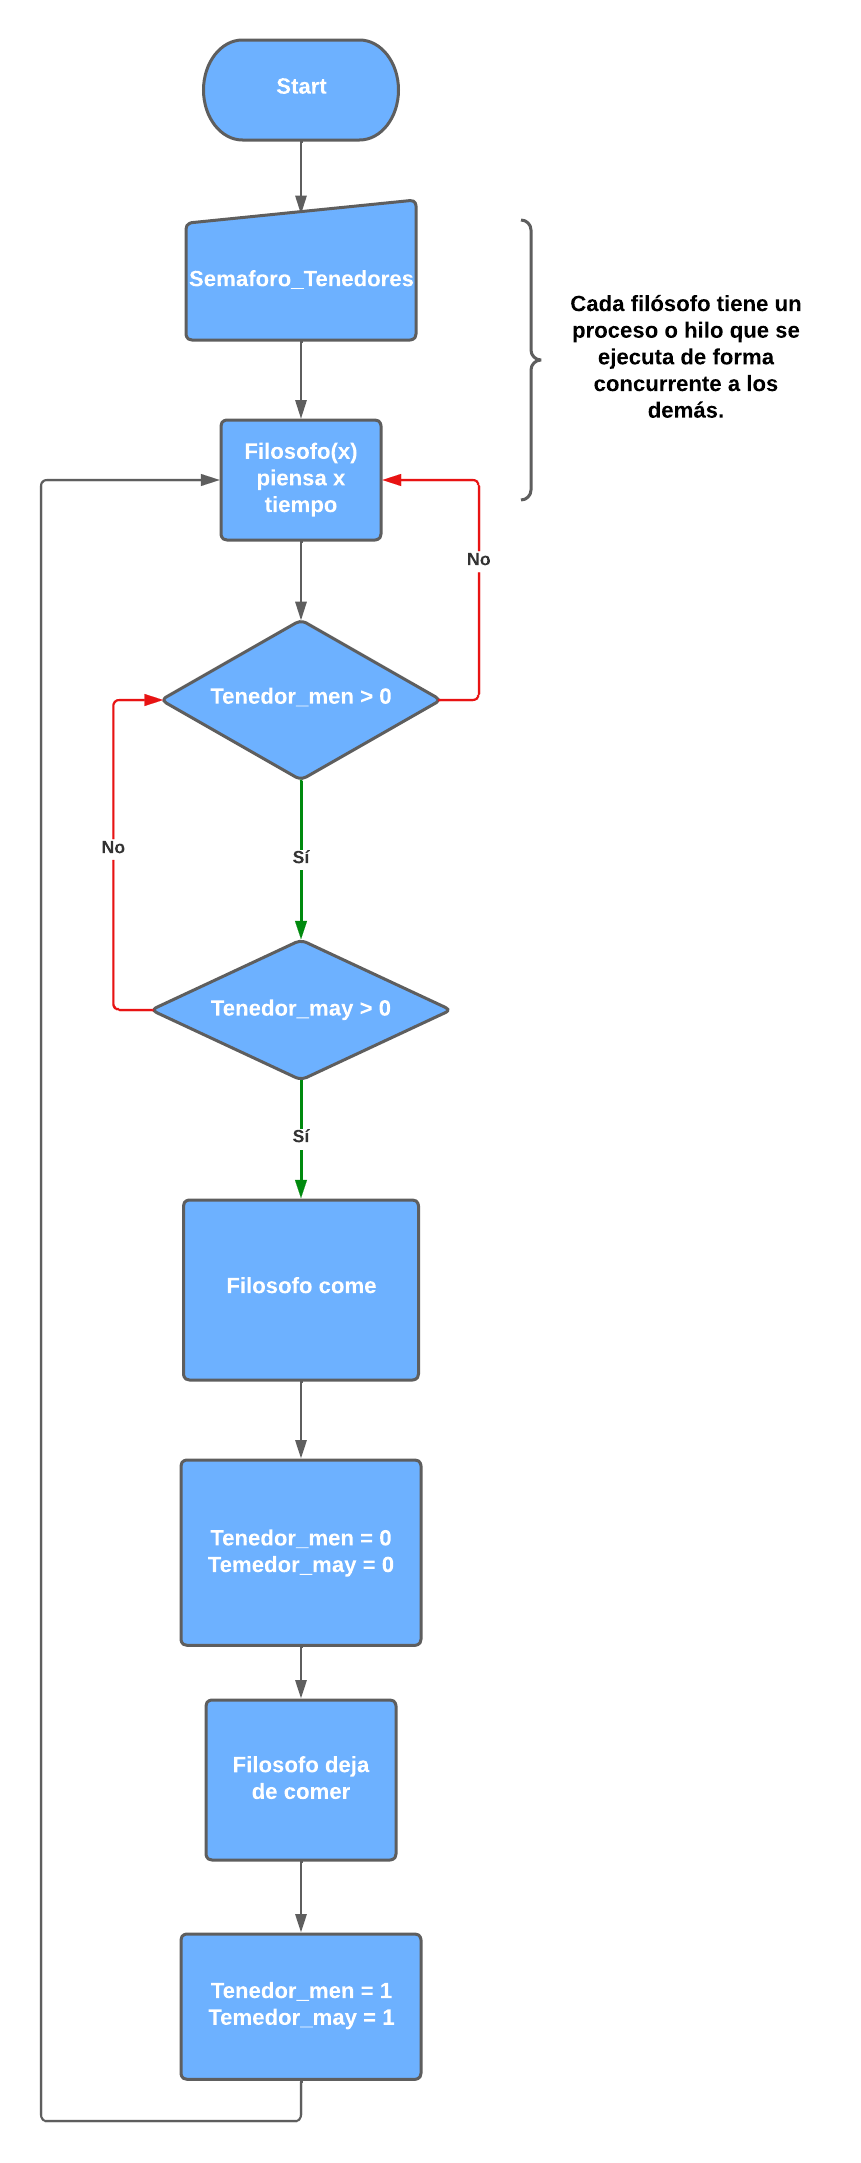 Start
Semaforo_Tenedores
Cada filósofo tiene un
proceso o hilo que se
ejecuta de forma
concurrente a los
demás.
Filosofo(x)
piensa x
tiempo
No
Tenedor_men > 0
No
Sí
Tenedor_may > 0
Sí
Filosofo come
Tenedor_men = 0
Temedor_may = 0
Filosofo deja
de comer
Tenedor_men = 1
Temedor_may = 1